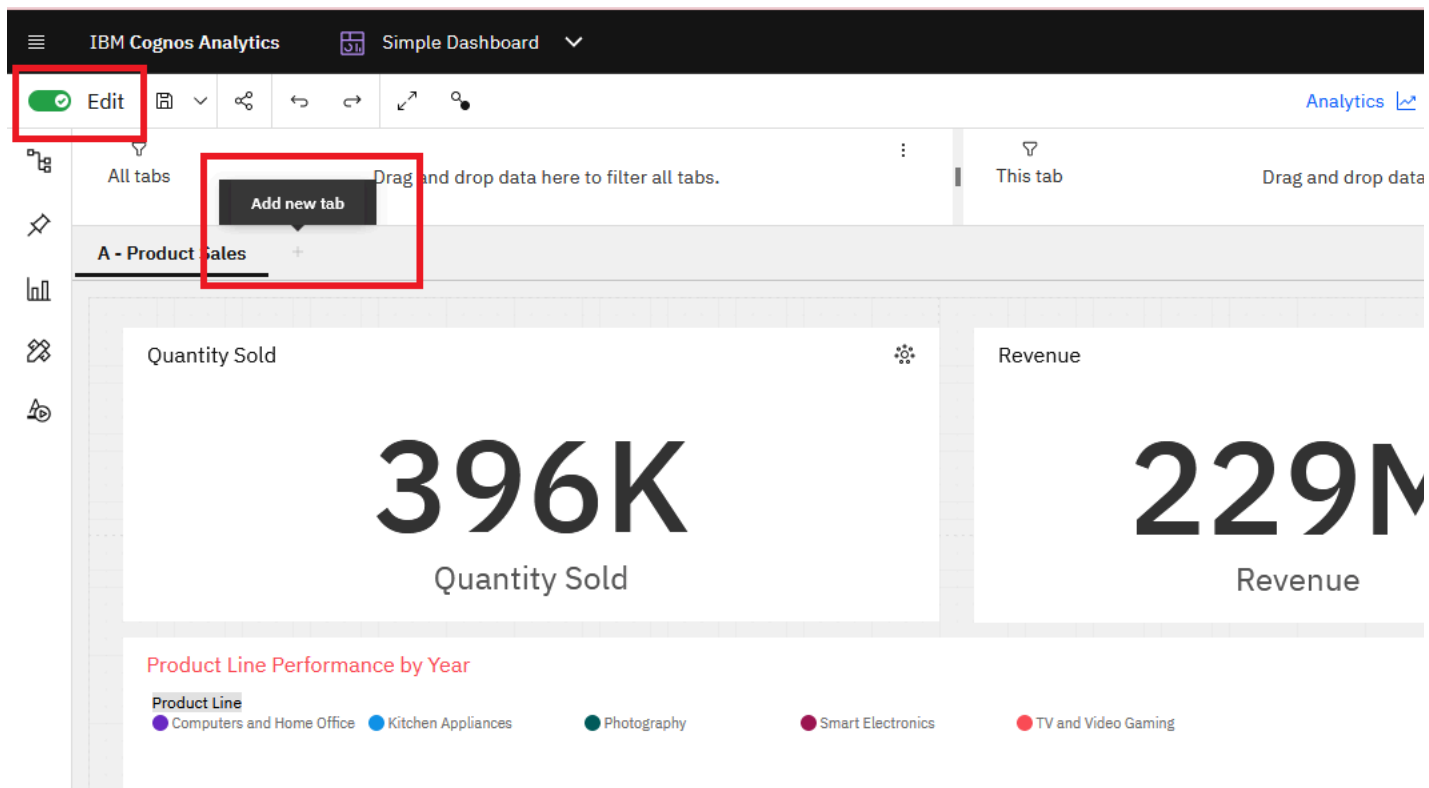 IBM Cognos Analytics
Simple Dashboard
Edit
Analytics
All tabs
Drag and drop data here to filter all tabs.
This tab
Drag and drop data
Add new tab
A - Product Sales
+
Quantity Sold
Revenue
396K
229M
Quantity Sold
Revenue
Product Line Performance by Year
Product Line
Computers and Home Office
Kitchen Appliances
Photography
Smart Electronics
TV and Video Gaming